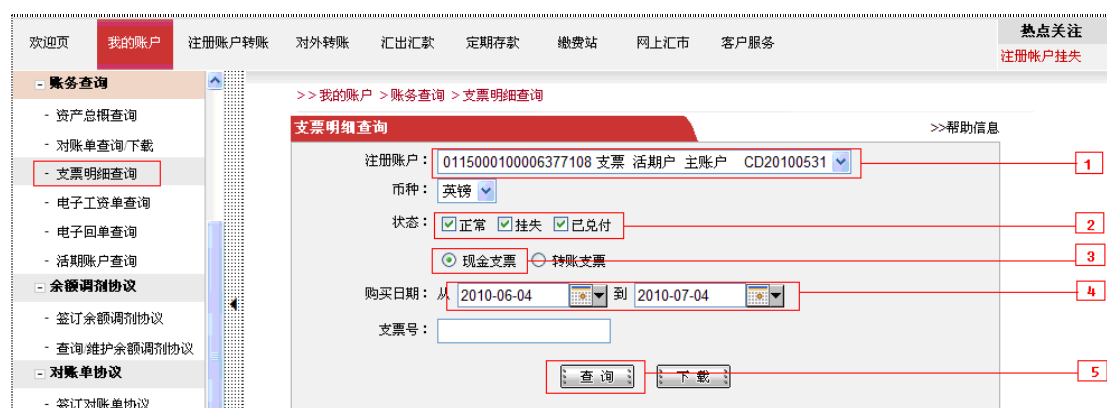 欢迎页 我的账户 注册账户转账 对外转账 汇出汇款 定期存款 缴费站 网上汇市 客户服务
热点关注
注册帐户挂失
- 账务查询
- 资产总概查询
- 对账单查询/下载
- 支票明细查询
- 电子工资单查询
- 电子回单查询
- 活期账户查询
- 余额调剂协议
- 签订余额调剂协议
- 查询/维护余额调剂协议
- 对账单协议
- 签订对账单协议
>>我的账户 >账务查询 >支票明细查询
支票明细查询 >>帮助信息
注册账户: 0115000100006377108 支票 活期户 主账户 CD20100531 1
币种: 英镑
状态: 正常 挂失 已兑付 2
现金支票 转账支票 3
购买日期: 从 2010-06-04 到 2010-07-04 4
支票号:
查 询 下 载 5